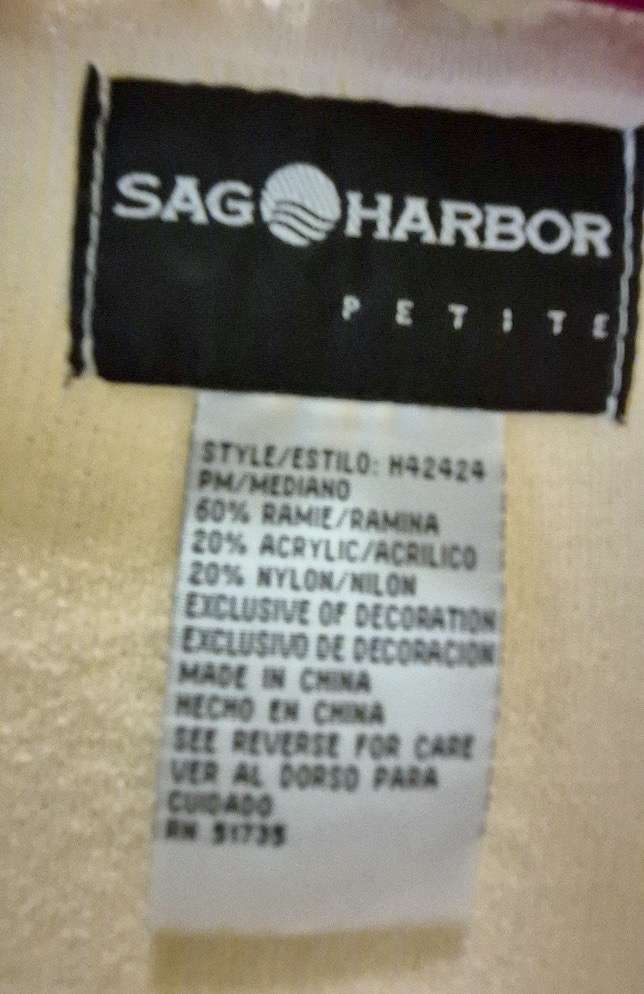 SAG HARBOR
PETITE
STYLE/ESTILO: H42424
PM/MEDIANO
60% RAMIE/RAMINA
20% ACRYLIC/ACRILICO
20% NYLON/NILON
EXCLUSIVE OF DECORATION
EXCLUSIVO DE DECORACION
MADE IN CHINA
HECHO EN CHINA
SEE REVERSE FOR CARE
VER AL DORSO PARA
CUIDADO
RN 51735